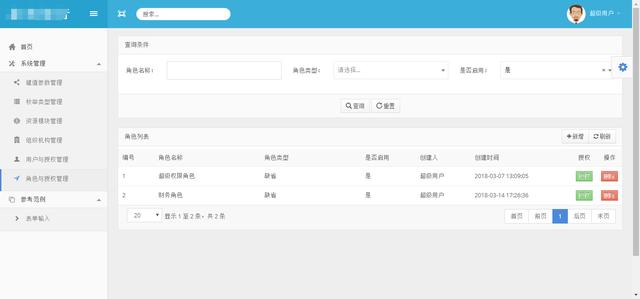 搜索... 超级用户
首页
系统管理
键值参数管理
枚举类型管理
资源模块管理
组织机构管理
用户与授权管理
角色与授权管理
参考范例
表单输入
查询条件
角色名称: 角色类型: 请选择... 是否启用: 是
查询 重置
角色列表 新增 刷新
编号 角色名称 角色类型 是否启用 创建人 创建时间 授权 操作
1 超级权限角色 缺省 是 超级用户 2018-03-07 13:09:05
2 财务角色 缺省 是 超级用户 2018-03-14 17:26:36
20 显示 1 至 2 条，共 2 条 首页 前页 1 后页 末页